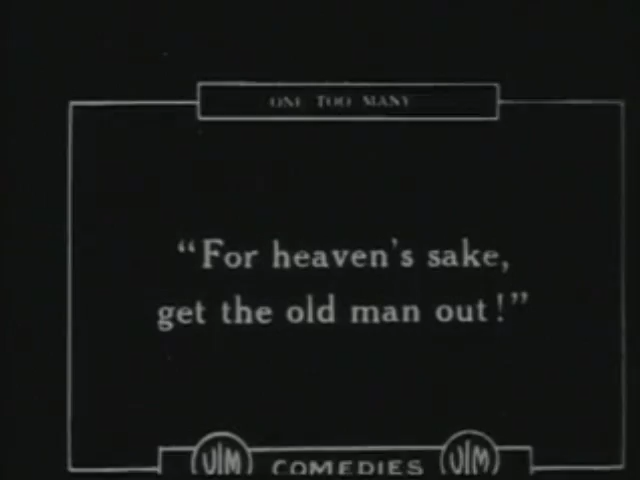 ONE TOO MANY
“For heaven's sake,
get the old man out!”
VIM COMEDIES VIM